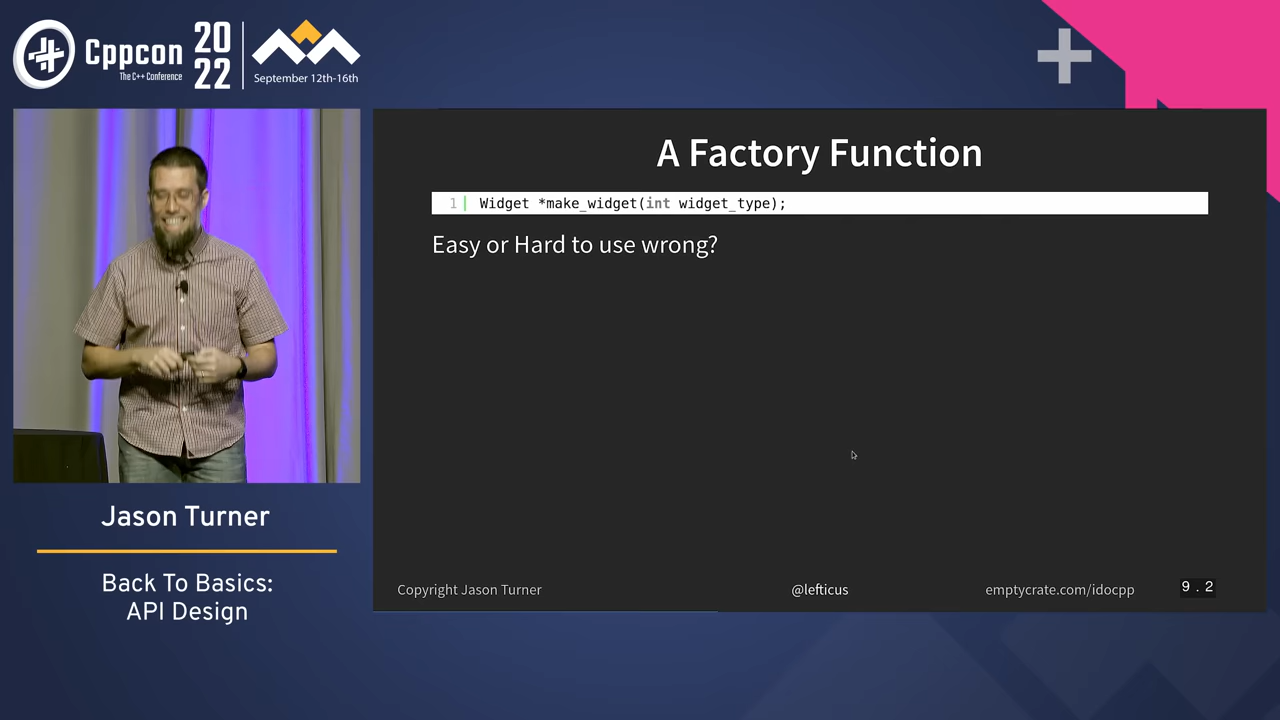 Cppcon
The C++ Conference
20
22
September 12th-16th
A Factory Function
1 Widget *make_widget(int widget_type);
Easy or Hard to use wrong?
Jason Turner
Back To Basics:
API Design
Copyright Jason Turner
@lefticus
emptycrate.com/idocpp
9 . 2